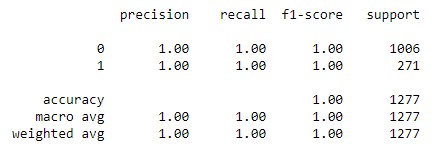 precision recall f1-score support
0 1.00 1.00 1.00 1006
1 1.00 1.00 1.00 271
accuracy 1.00 1277
macro avg 1.00 1.00 1.00 1277
weighted avg 1.00 1.00 1.00 1277